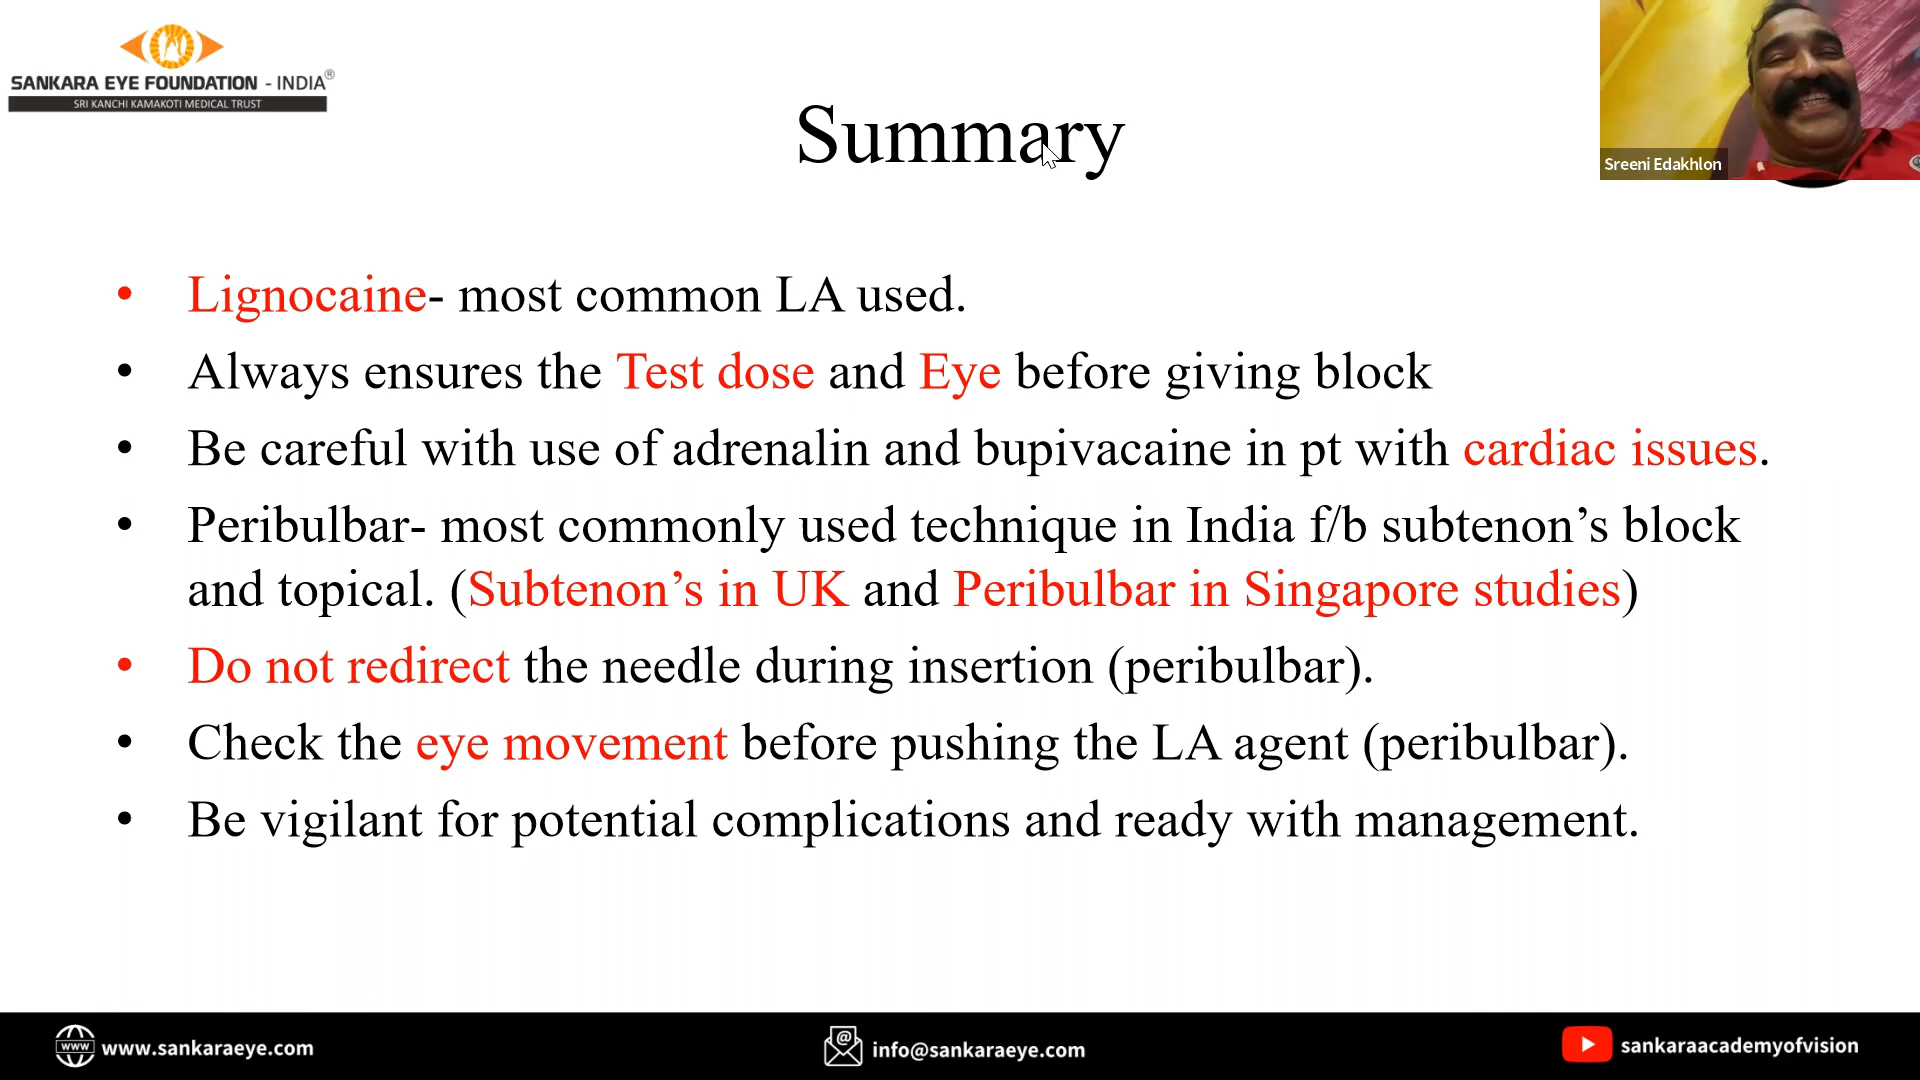 SANKARA EYE FOUNDATION - INDIA®
SRI KANCHI KAMAKOTI MEDICAL TRUST
Sreeni Edakhlon
Summary
• Lignocaine- most common LA used.
• Always ensures the Test dose and Eye before giving block
• Be careful with use of adrenalin and bupivacaine in pt with cardiac issues.
• Peribulbar- most commonly used technique in India f/b subtenon’s block
and topical. (Subtenon’s in UK and Peribulbar in Singapore studies)
• Do not redirect the needle during insertion (peribulbar).
• Check the eye movement before pushing the LA agent (peribulbar).
• Be vigilant for potential complications and ready with management.
WWW
www.sankaraeye.com
@
info@sankaraeye.com
sankaraacademyofvision